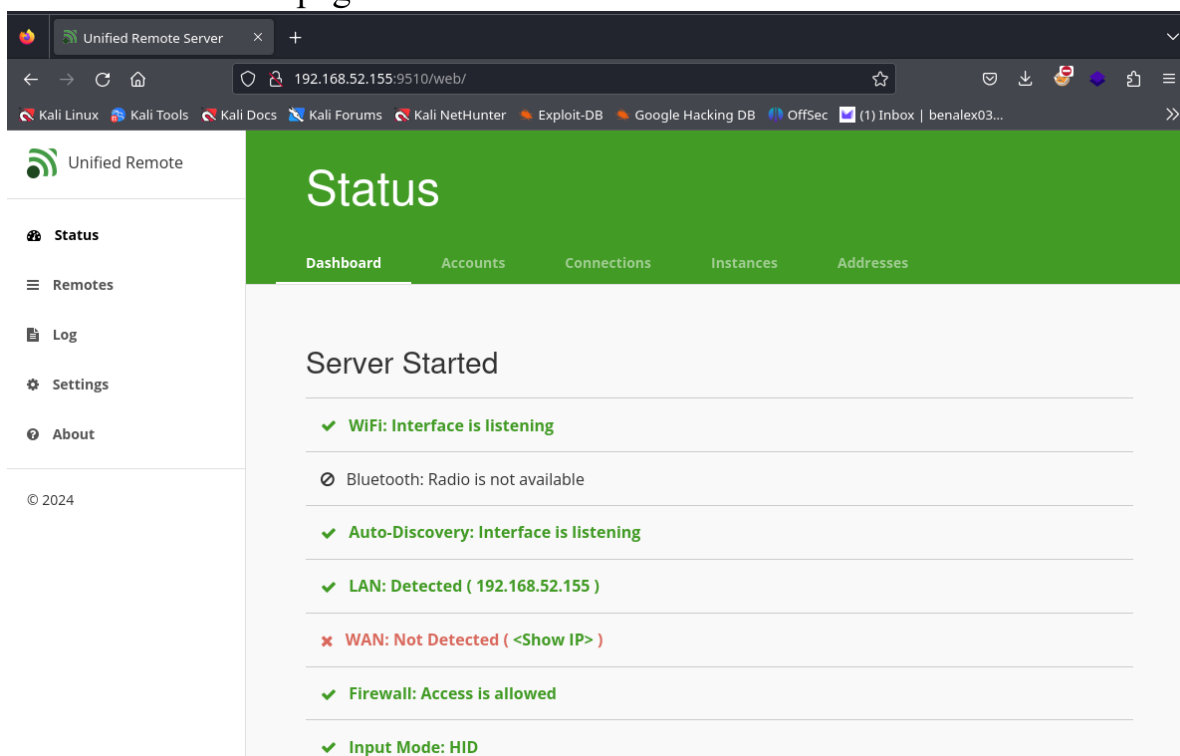 Unified Remote Server
192.168.52.155:9510/web/
Kali Linux Kali Tools Kali Docs Kali Forums Kali NetHunter Exploit-DB Google Hacking DB OffSec (1) Inbox | benalex03...
Unified Remote
Status
Dashboard Accounts Connections Instances Addresses
Status
Remotes
Log
Settings
About
© 2024
Server Started
WiFi: Interface is listening
Bluetooth: Radio is not available
Auto-Discovery: Interface is listening
LAN: Detected ( 192.168.52.155 )
WAN: Not Detected ( <Show IP> )
Firewall: Access is allowed
Input Mode: HID